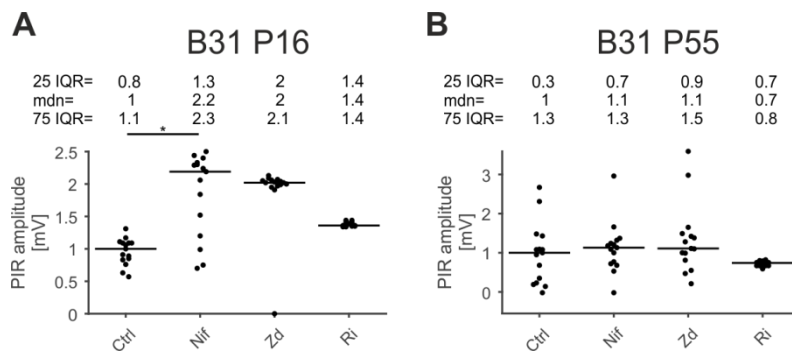 A
B31 P16
25 IQR= 0.8 1.3 2 1.4
mdn= 1 2.2 2 1.4
75 IQR= 1.1 2.3 2.1 1.4
*
PIR amplitude
[mV]
2.5
2
1.5
1
0.5
0
Ctrl Nif Zd Ri
B
B31 P55
25 IQR= 0.3 0.7 0.9 0.7
mdn= 1 1.1 1.1 0.7
75 IQR= 1.3 1.3 1.5 0.8
PIR amplitude
[mV]
3
2
1
0
Ctrl Nif Zd Ri